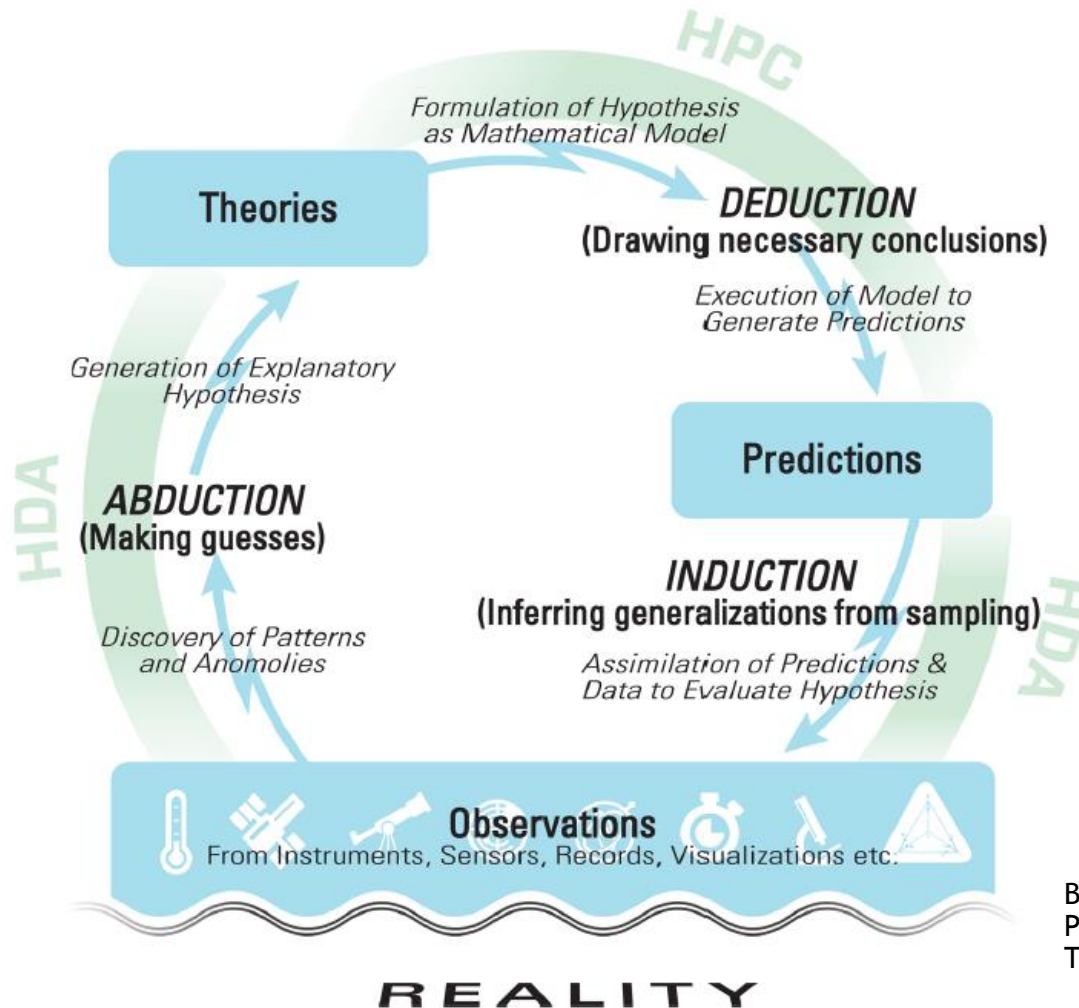 HPC
Formulation of Hypothesis
as Mathematical Model
Theories
DEDUCTION
(Drawing necessary conclusions)
Execution of Model to
Generate Predictions
Generation of Explanatory
Hypothesis
HDA
Predictions
ABDUCTION
(Making guesses)
INDUCTION
(Inferring generalizations from sampling)
HDA
Discovery of Patterns
and Anomolies
Assimilation of Predictions &
Data to Evaluate Hypothesis
Observations
From Instruments, Sensors, Records, Visualizations etc.
B
P
T
REALITY